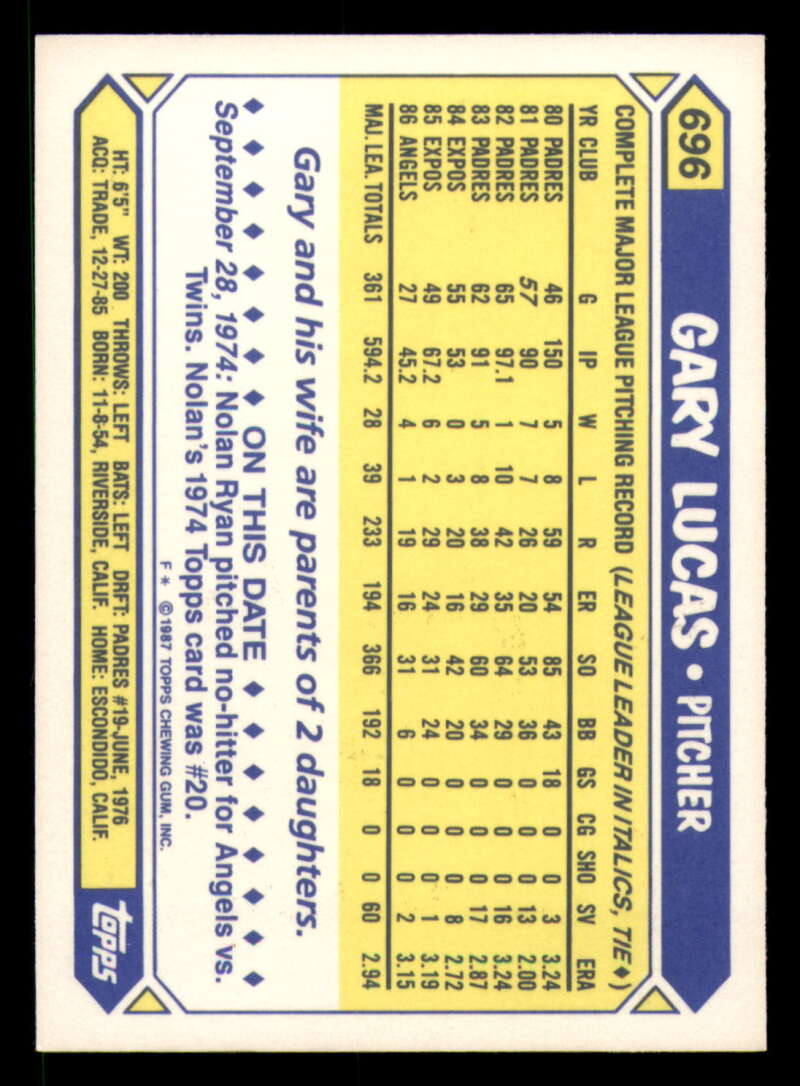 696
GARY LUCAS • PITCHER
COMPLETE MAJOR LEAGUE PITCHING RECORD (LEAGUE LEADER IN ITALICS, TIE♦)
YR CLUB G IP W L R ER SO BB GS CG SHO SV ERA
80 PADRES 46 150 5 8 59 54 85 43 18 0 0 3 3.24
81 PADRES 57 90 7 7 26 20 53 36 0 0 0 13 2.00
82 PADRES 65 97.1 1 10 42 35 64 29 0 0 0 16 3.24
83 PADRES 62 91 5 8 38 29 60 34 0 0 0 17 2.87
84 EXPOS 55 53 0 3 20 16 42 20 0 0 0 8 2.72
85 EXPOS 49 67.2 6 2 29 24 31 24 0 0 0 1 3.19
86 ANGELS 27 45.2 4 1 19 16 31 6 0 0 0 2 3.15
MAJ. LEA. TOTALS 361 594.2 28 39 233 194 366 192 18 0 0 60 2.94
Gary and his wife are parents of 2 daughters.
♦ ♦ ♦ ♦ ♦ ♦ ♦ ♦ ON THIS DATE ♦ ♦ ♦ ♦ ♦ ♦ ♦ ♦
September 28, 1974: Nolan Ryan pitched no-hitter for Angels vs.
Twins. Nolan's 1974 Topps card was #20.
F* ©1987 TOPPS CHEWING GUM, INC.
HT: 6'5" WT: 200 THROWS: LEFT BATS: LEFT DRFT: PADRES #19-JUNE, 1976
ACQ: TRADE, 12-27-85 BORN: 11-8-54, RIVERSIDE, CALIF. HOME: ESCONDIDO, CALIF.
topps